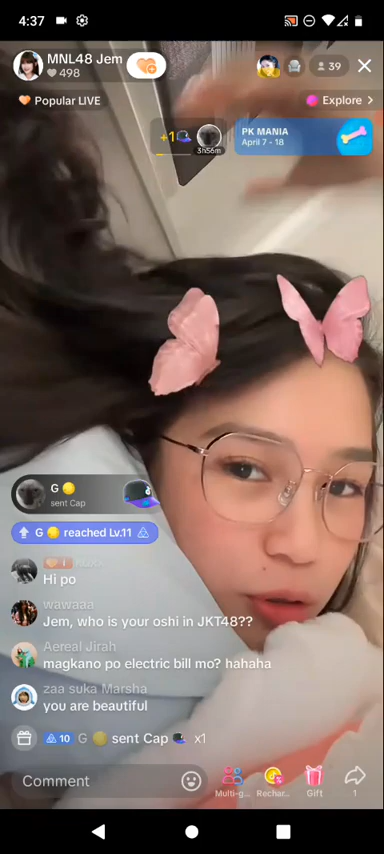 4:37
MNL48 Jem
498
39
Popular LIVE
Explore >
+1
3h56m
PK MANIA
April 7 - 18
G
sent Cap
G reached Lv.11
Hi po
wawaaa
Jem, who is your oshi in JKT48??
Aereal Jirah
magkano po electric bill mo? hahaha
zaa suka Marsha
you are beautiful
10 G sent Cap x1
Comment
Multi-g...
Rechar...
Gift
1